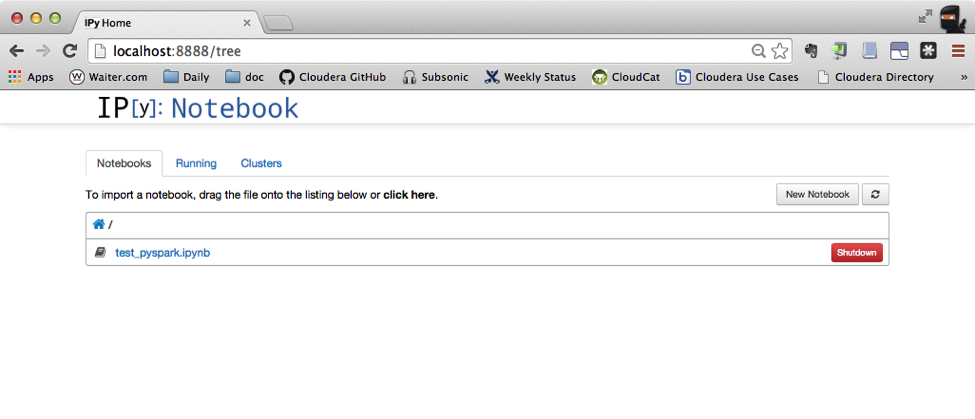 IPy Home
localhost:8888/tree
Apps Waiter.com Daily doc Cloudera GitHub Subsonic Weekly Status CloudCat Cloudera Use Cases Cloudera Directory »
IP[y]: Notebook
Notebooks Running Clusters
To import a notebook, drag the file onto the listing below or click here. New Notebook
/
test_pyspark.ipynb Shutdown